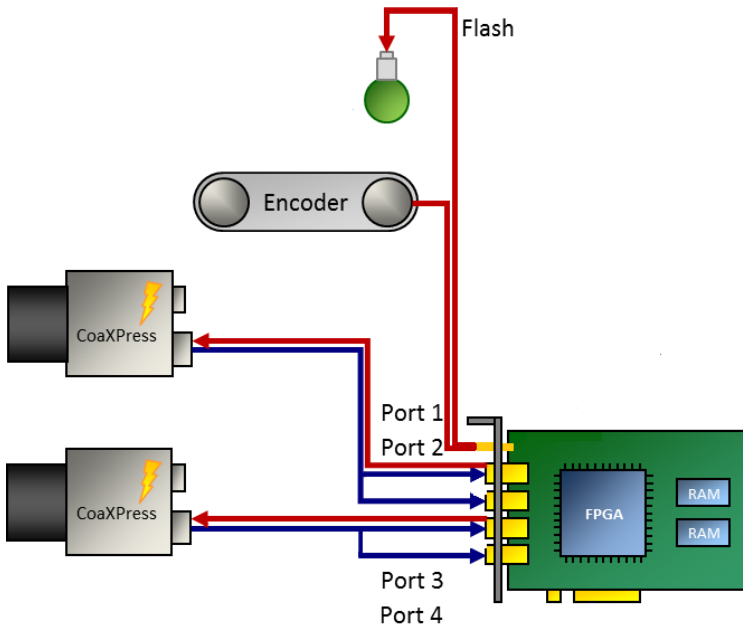 Flash
Encoder
CoaXPress
Port 1
Port 2
CoaXPress
FPGA
RAM
RAM
Port 3
Port 4